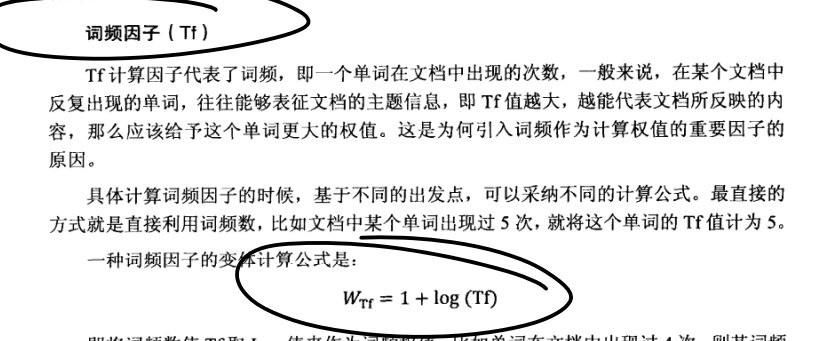 词频因子（Tf）
Tf 计算因子代表了词频，即一个单词在文档中出现的次数，一般来说，在某个文档中
反复出现的单词，往往能够表征文档的主题信息，即 Tf 值越大，越能代表文档所反映的内
容，那么应该给予这个单词更大的权值。这是为何引入词频作为计算权值的重要因子的
原因。
具体计算词频因子的时候，基于不同的出发点，可以采纳不同的计算公式。最直接的
方式就是直接利用词频数，比如文档中某个单词出现过 5 次，就将这个单词的 Tf 值计为 5。
一种词频因子的变体计算公式是：
W_Tf = 1 + log (Tf)